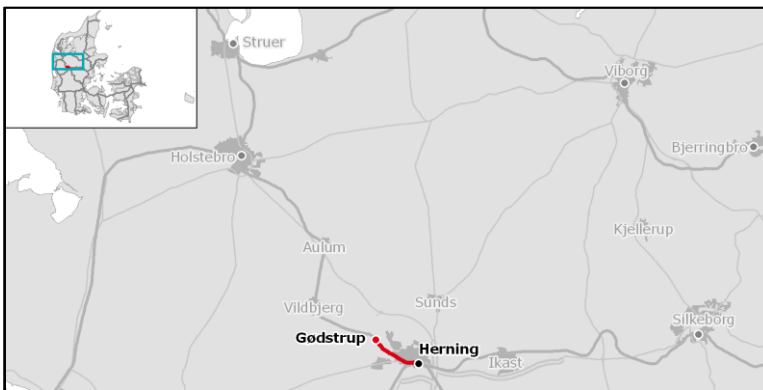 Struer
Viborg
Holstebro
Bjerringbro
Kjellerup
Aulum
Vildbjerg
Sunds
Silkeborg
Gødstrup
Herning
Ikast